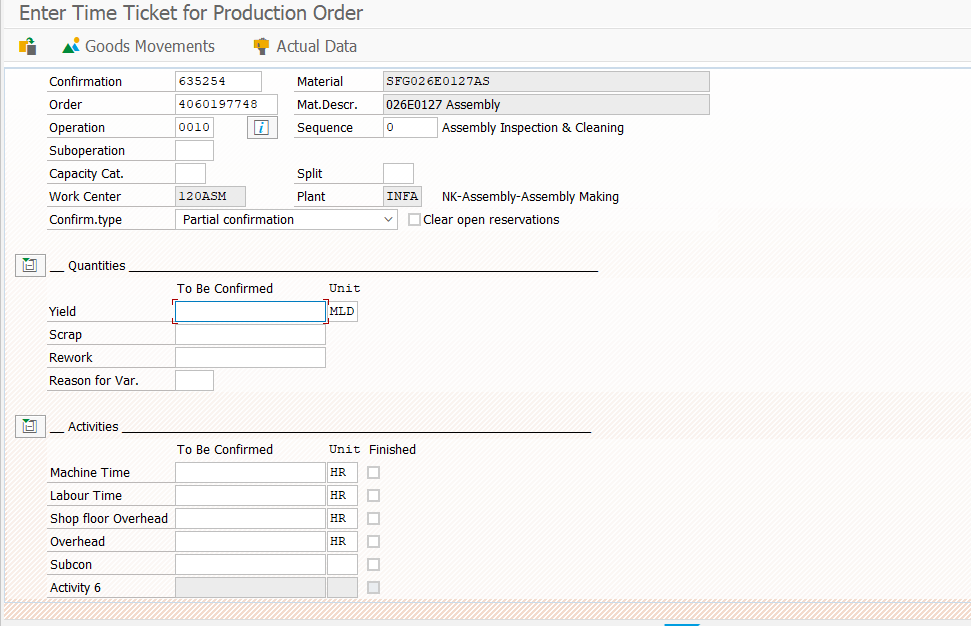 Enter Time Ticket for Production Order
Goods Movements Actual Data
Confirmation 635254 Material SFG026E0127AS
Order 4060197748 Mat.Descr. 026E0127 Assembly
Operation 0010 Sequence 0 Assembly Inspection & Cleaning
Suboperation
Capacity Cat. Split
Work Center 120ASM Plant INFA NK-Assembly-Assembly Making
Confirm.type Partial confirmation Clear open reservations
Quantities
To Be Confirmed Unit
Yield MLD
Scrap
Rework
Reason for Var.
Activities
To Be Confirmed Unit Finished
Machine Time HR
Labour Time HR
Shop floor Overhead HR
Overhead HR
Subcon
Activity 6